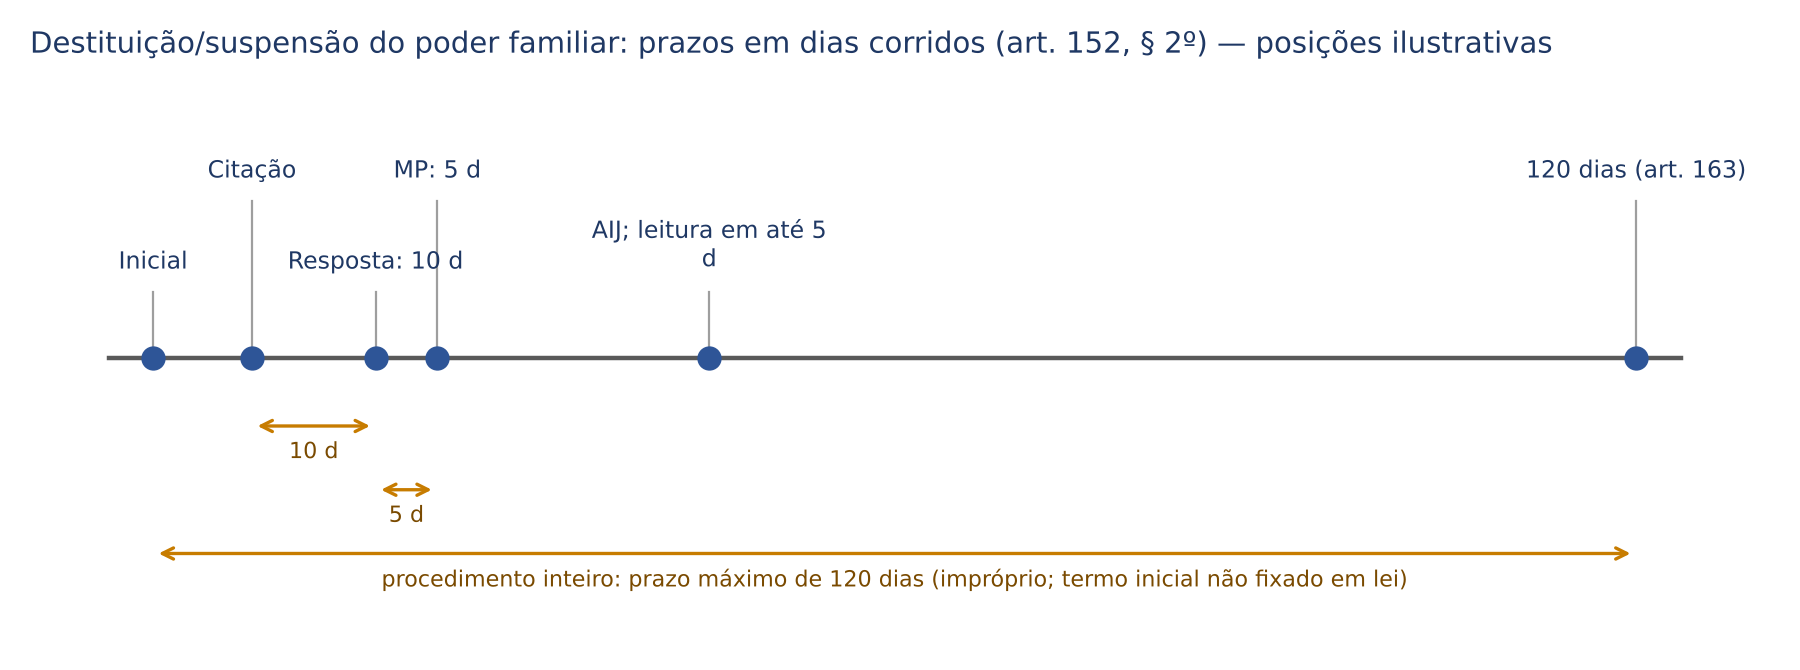 Destituição/suspensão do poder familiar: prazos em dias corridos (art. 152, § 2º) — posições ilustrativas
Citação
MP: 5 d
120 dias (art. 163)
AIJ; leitura em até 5
d
Inicial
Resposta: 10 d
10 d
5 d
procedimento inteiro: prazo máximo de 120 dias (impróprio; termo inicial não fixado em lei)